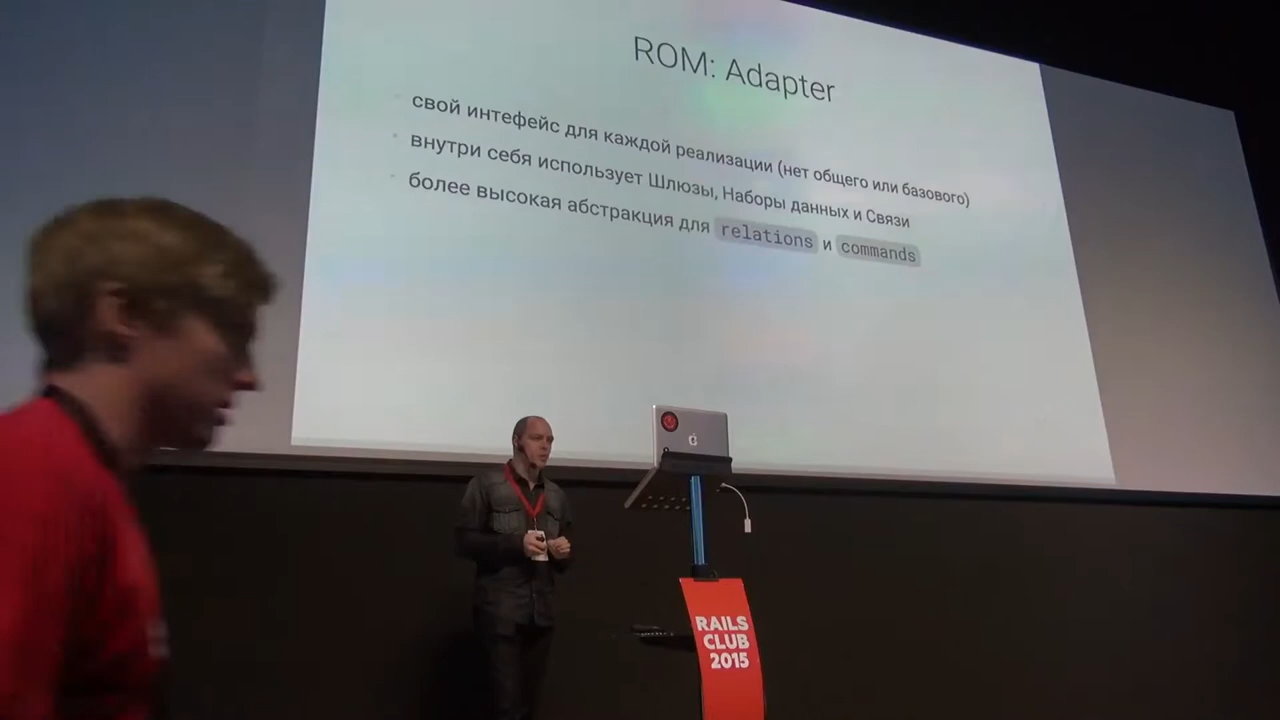 ROM: Adapter
свой интефейс для каждой реализации (нет общего или базового)
внутри себя использует Шлюзы, Наборы данных и Связи
более высокая абстракция для relations и commands
RAILS
CLUB
2015